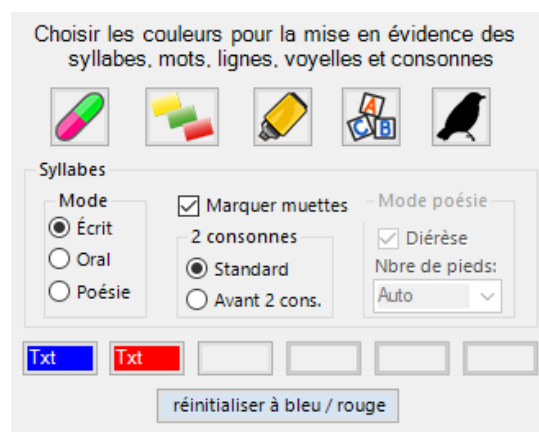 Choisir les couleurs pour la mise en évidence des
syllabes, mots, lignes, voyelles et consonnes
A
C B
Syllabes
Mode
Écrit
Oral
Poésie
Marquer muettes
2 consonnes
Standard
Avant 2 cons.
Mode poésie
Diérèse
Nbre de pieds:
Auto
Txt Txt
réinitialiser à bleu / rouge